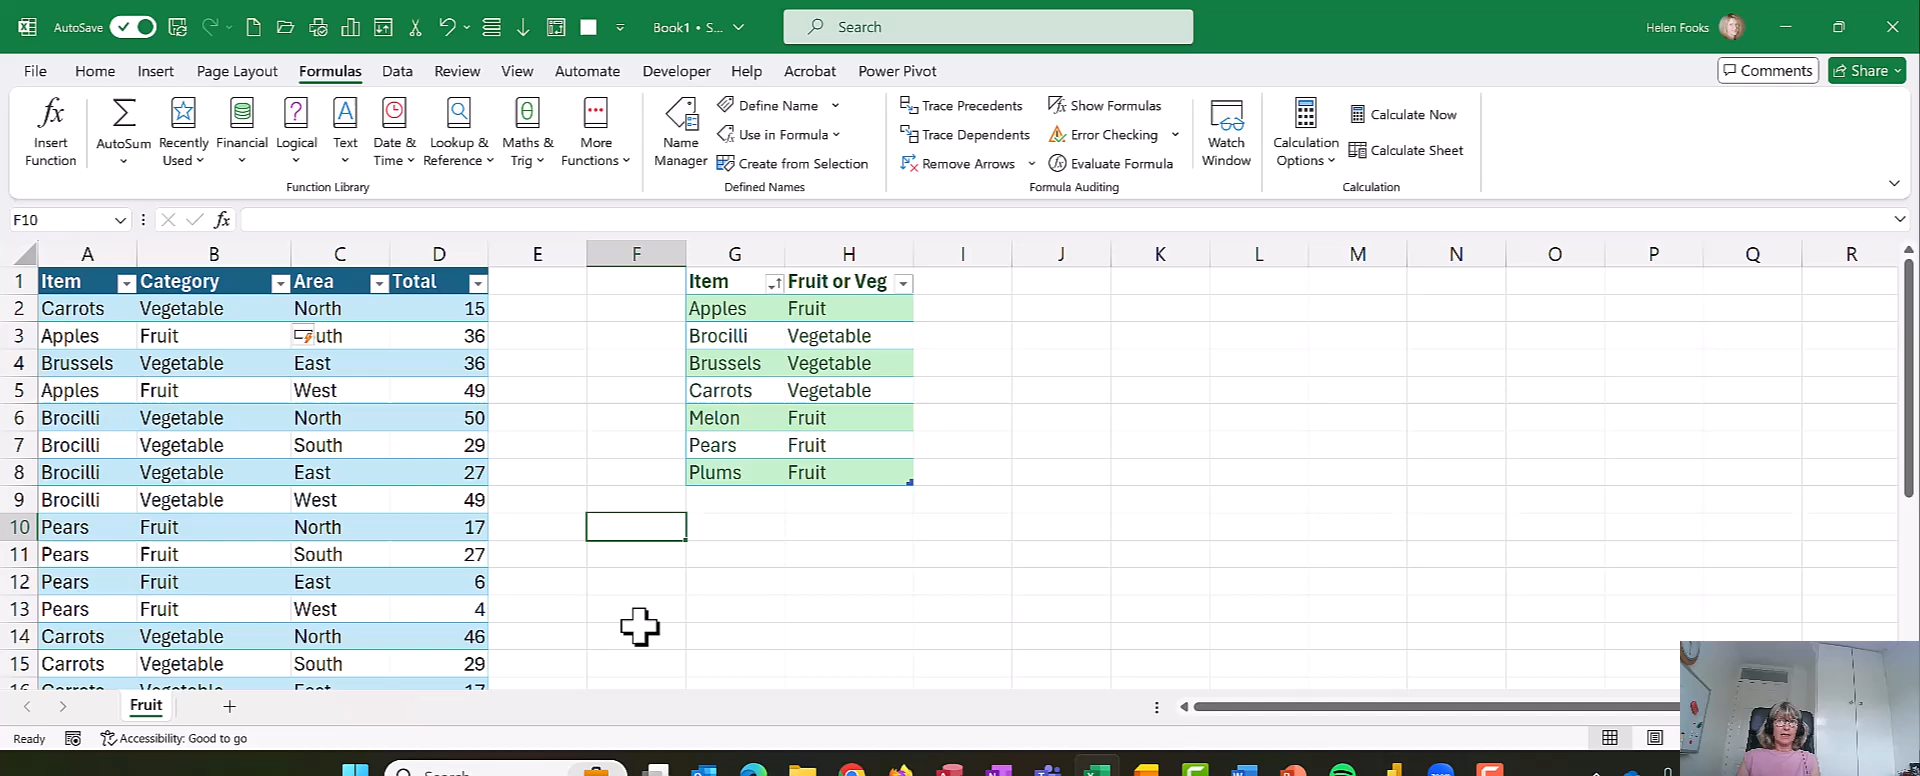 AutoSave Book1 • S... Search Helen Fooks
File Home Insert Page Layout Formulas Data Review View Automate Developer Help Acrobat Power Pivot Comments Share
fx Insert Function
Σ AutoSum
Recently Used
Financial
Logical
Text
Date & Time
Lookup & Reference
Maths & Trig
More Functions
Function Library
Name Manager
Define Name
Use in Formula
Create from Selection
Defined Names
Trace Precedents
Trace Dependents
Remove Arrows
Show Formulas
Error Checking
Evaluate Formula
Formula Auditing
Watch Window
Calculation Options
Calculate Now
Calculate Sheet
Calculation
F10 fx
A B C D E F G H I J K L M N O P Q R
1 Item Category Area Total Item Fruit or Veg
2 Carrots Vegetable North 15 Apples Fruit
3 Apples Fruit uth 36 Brocilli Vegetable
4 Brussels Vegetable East 36 Brussels Vegetable
5 Apples Fruit West 49 Carrots Vegetable
6 Brocilli Vegetable North 50 Melon Fruit
7 Brocilli Vegetable South 29 Pears Fruit
8 Brocilli Vegetable East 27 Plums Fruit
9 Brocilli Vegetable West 49
10 Pears Fruit North 17
11 Pears Fruit South 27
12 Pears Fruit East 6
13 Pears Fruit West 4
14 Carrots Vegetable North 46
15 Carrots Vegetable South 29
Fruit
Ready Accessibility: Good to go
Search